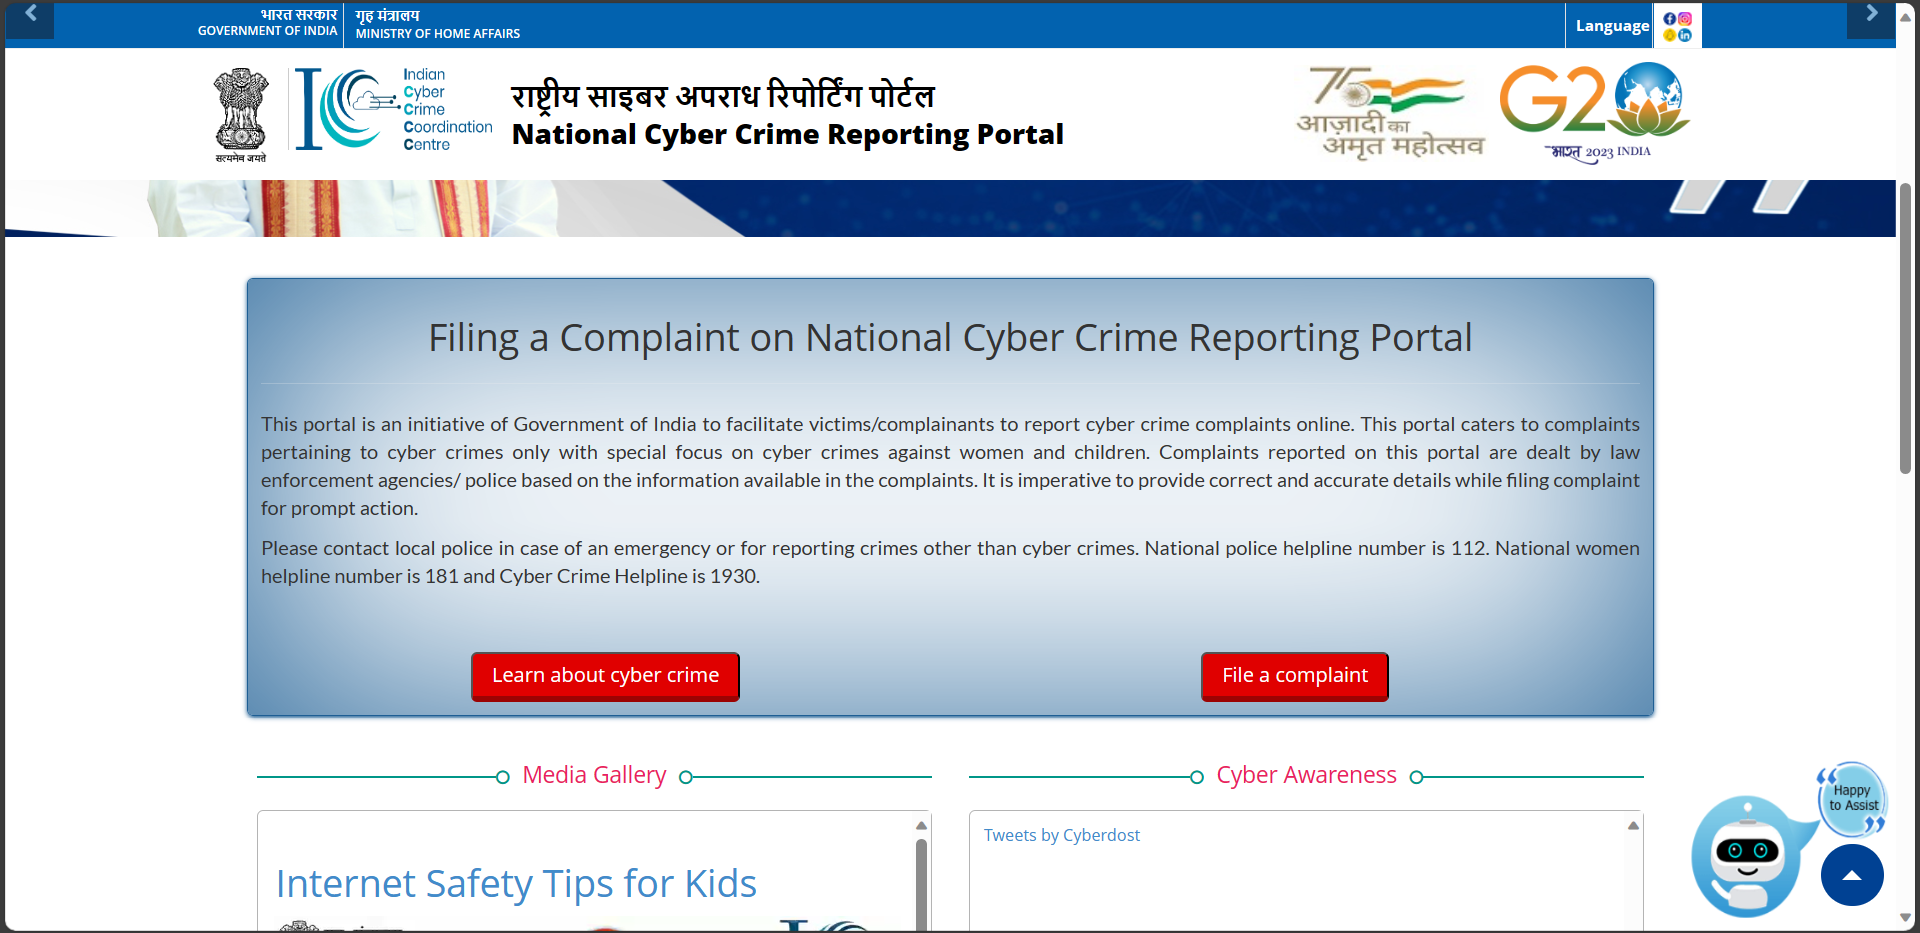 भारत सरकार
GOVERNMENT OF INDIA
गृह मंत्रालय
MINISTRY OF HOME AFFAIRS
Language
सत्यमेव जयते
Indian
Cyber
Crime
Coordination
Centre
राष्ट्रीय साइबर अपराध रिपोर्टिंग पोर्टल
National Cyber Crime Reporting Portal
75
आज़ादी का
अमृत महोत्सव
G20
भारत 2023 INDIA
Filing a Complaint on National Cyber Crime Reporting Portal
This portal is an initiative of Government of India to facilitate victims/complainants to report cyber crime complaints online. This portal caters to complaints
pertaining to cyber crimes only with special focus on cyber crimes against women and children. Complaints reported on this portal are dealt by law
enforcement agencies/ police based on the information available in the complaints. It is imperative to provide correct and accurate details while filing complaint
for prompt action.
Please contact local police in case of an emergency or for reporting crimes other than cyber crimes. National police helpline number is 112. National women
helpline number is 181 and Cyber Crime Helpline is 1930.
Learn about cyber crime
File a complaint
Media Gallery
Cyber Awareness
Tweets by Cyberdost
Internet Safety Tips for Kids
Happy
to Assist